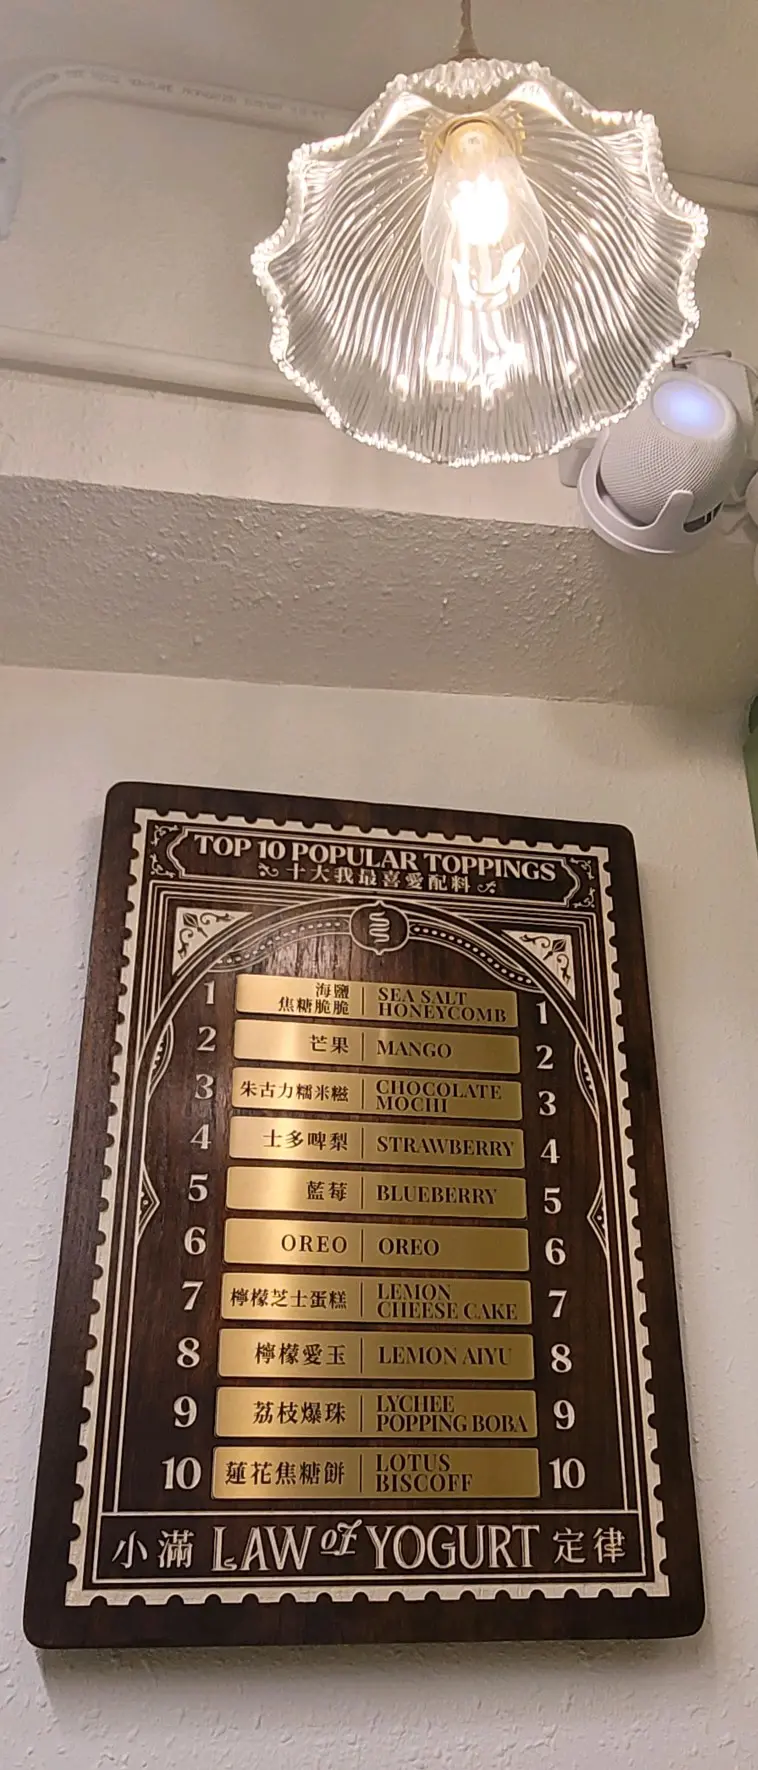 TOP 10 POPULAR TOPPINGS
十大我最喜愛配料
1 海鹽 焦糖脆脆 | SEA SALT HONEYCOMB 1
2 芒果 | MANGO 2
3 朱古力糯米糍 | CHOCOLATE MOCHI 3
4 士多啤梨 | STRAWBERRY 4
5 藍莓 | BLUEBERRY 5
6 OREO | OREO 6
7 檸檬芝士蛋糕 | LEMON CHEESE CAKE 7
8 檸檬愛玉 | LEMON AIYU 8
9 荔枝爆珠 | LYCHEE POPPING BOBA 9
10 蓮花焦糖餅 | LOTUS BISCOFF 10
小滿 LAW of YOGURT 定律